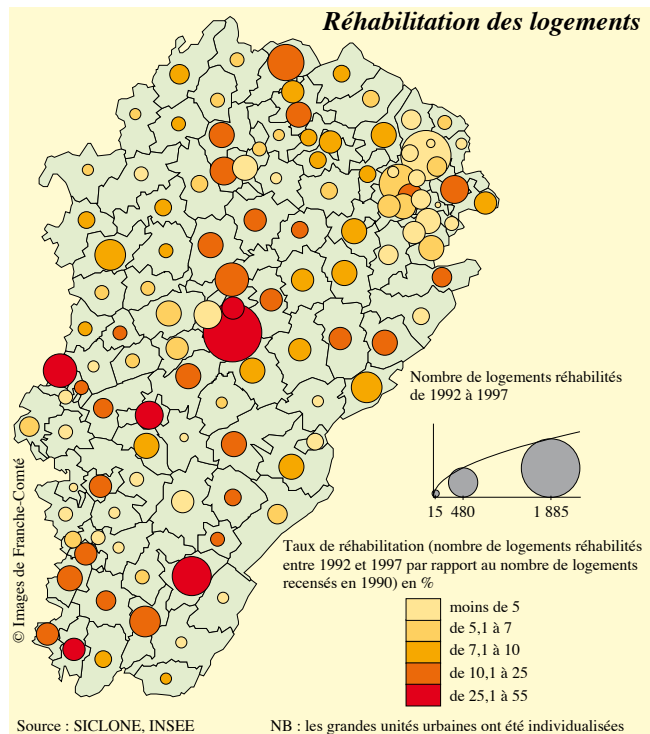 Réhabilitation des logements
Nombre de logements réhabilités
de 1992 à 1997
15 480 1 885
Taux de réhabilitation (nombre de logements réhabilités
entre 1992 et 1997 par rapport au nombre de logements
recensés en 1990) en %
moins de 5
de 5,1 à 7
de 7,1 à 10
de 10,1 à 25
de 25,1 à 55
© Images de Franche-Comté
Source : SICLONE, INSEE
NB : les grandes unités urbaines ont été individualisées